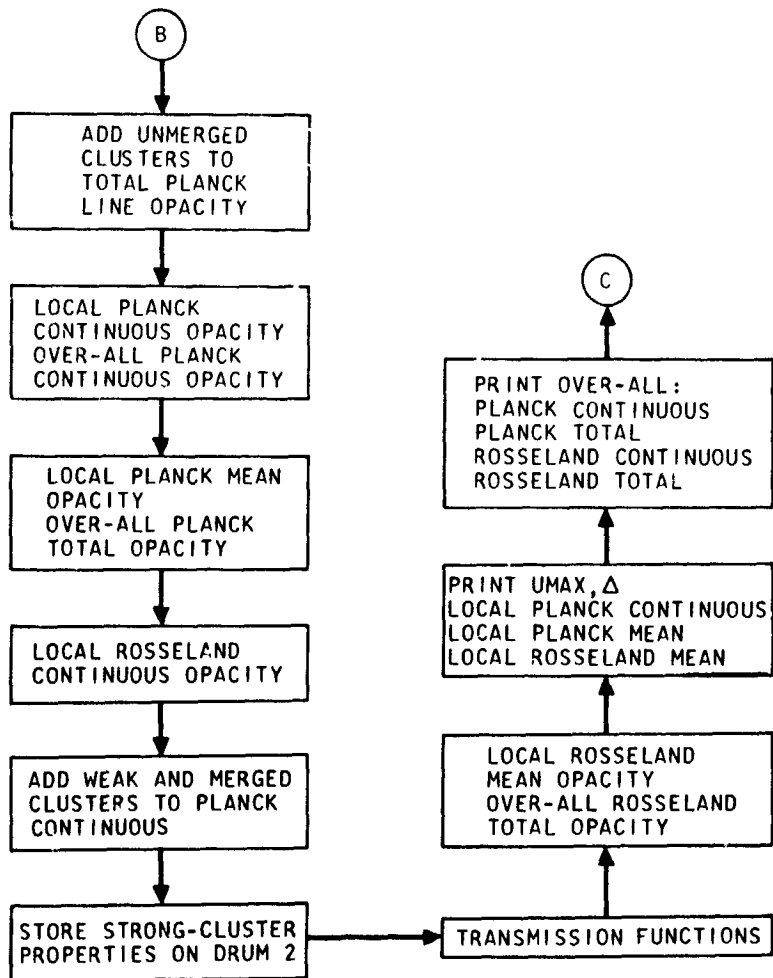 B
ADD UNMERGED
CLUSTERS TO
TOTAL PLANCK
LINE OPACITY
LOCAL PLANCK
CONTINUOUS OPACITY
OVER-ALL PLANCK
CONTINUOUS OPACITY
LOCAL PLANCK MEAN
OPACITY
OVER-ALL PLANCK
TOTAL OPACITY
LOCAL ROSSELAND
CONTINUOUS OPACITY
ADD WEAK AND MERGED
CLUSTERS TO PLANCK
CONTINUOUS
STORE STRONG-CLUSTER
PROPERTIES ON DRUM 2
TRANSMISSION FUNCTIONS
LOCAL ROSSELAND
MEAN OPACITY
OVER-ALL ROSSELAND
TOTAL OPACITY
PRINT UMAX,Δ
LOCAL PLANCK CONTINUOUS
LOCAL PLANCK MEAN
LOCAL ROSSELAND MEAN
PRINT OVER-ALL:
PLANCK CONTINUOUS
PLANCK TOTAL
ROSSELAND CONTINUOUS
ROSSELAND TOTAL
C